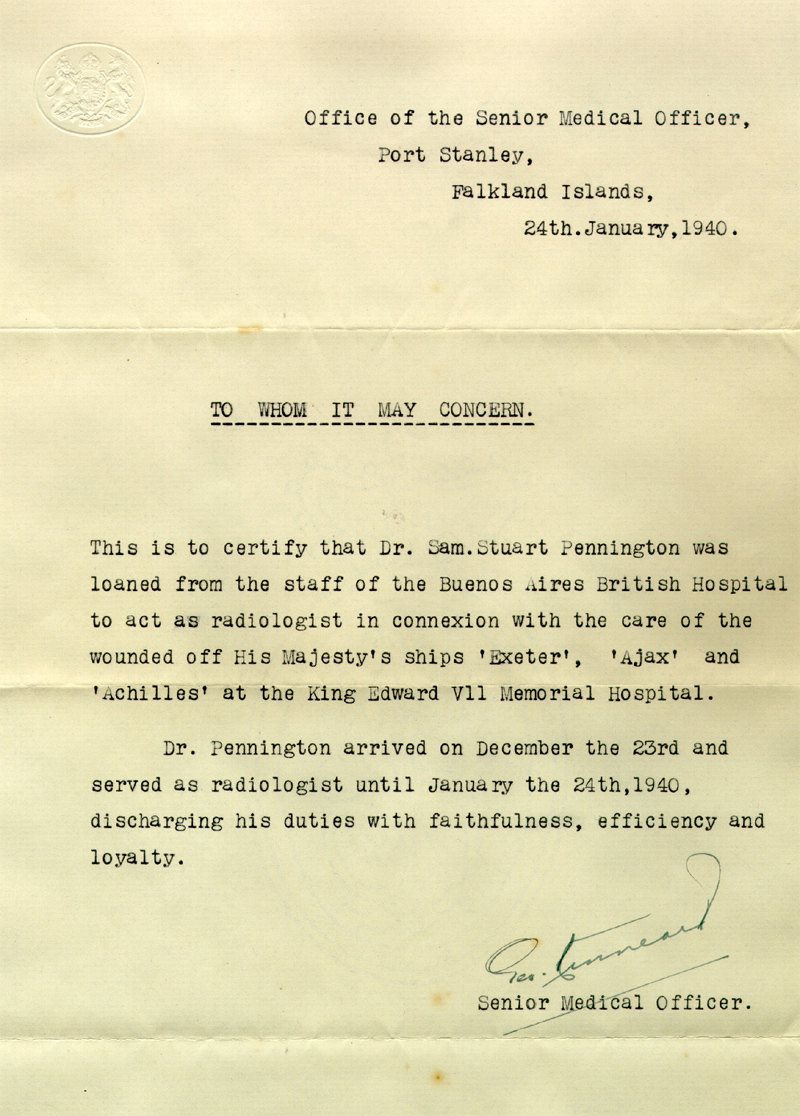 Office of the Senior Medical Officer,
Port Stanley,
Falkland Islands,
24th.January,1940.
TO WHOM IT MAY CONCERN.
This is to certify that Dr. Sam.Stuart Pennington was
loaned from the staff of the Buenos Aires British Hospital
to act as radiologist in connexion with the care of the
wounded off His Majesty's ships 'Exeter', 'Ajax' and
'Achilles' at the King Edward Vll Memorial Hospital.
Dr. Pennington arrived on December the 23rd and
served as radiologist until January the 24th,1940,
discharging his duties with faithfulness, efficiency and
loyalty.
Geo. Kinneard
Senior Medical Officer.